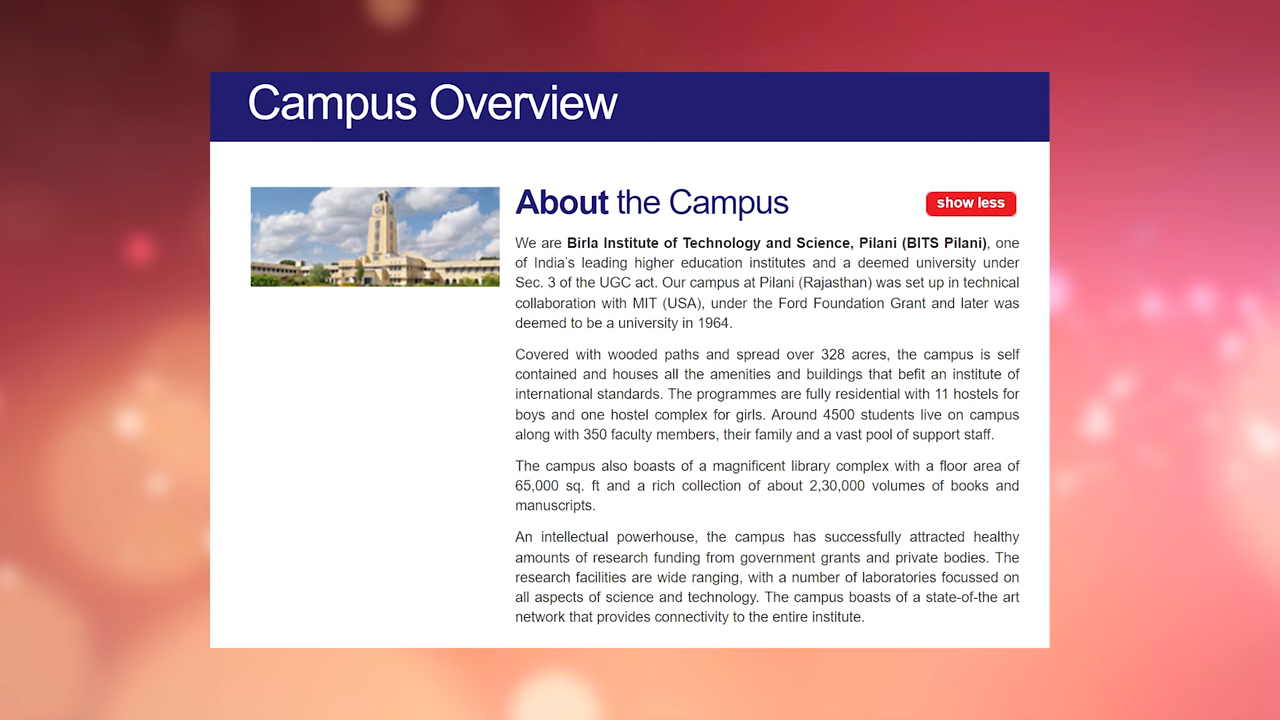 Campus Overview
About the Campus
show less
We are Birla Institute of Technology and Science, Pilani (BITS Pilani), one
of India's leading higher education institutes and a deemed university under
Sec. 3 of the UGC act. Our campus at Pilani (Rajasthan) was set up in technical
collaboration with MIT (USA), under the Ford Foundation Grant and later was
deemed to be a university in 1964.
Covered with wooded paths and spread over 328 acres, the campus is self
contained and houses all the amenities and buildings that befit an institute of
international standards. The programmes are fully residential with 11 hostels for
boys and one hostel complex for girls. Around 4500 students live on campus
along with 350 faculty members, their family and a vast pool of support staff.
The campus also boasts of a magnificent library complex with a floor area of
65,000 sq. ft and a rich collection of about 2,30,000 volumes of books and
manuscripts.
An intellectual powerhouse, the campus has successfully attracted healthy
amounts of research funding from government grants and private bodies. The
research facilities are wide ranging, with a number of laboratories focussed on
all aspects of science and technology. The campus boasts of a state-of-the art
network that provides connectivity to the entire institute.